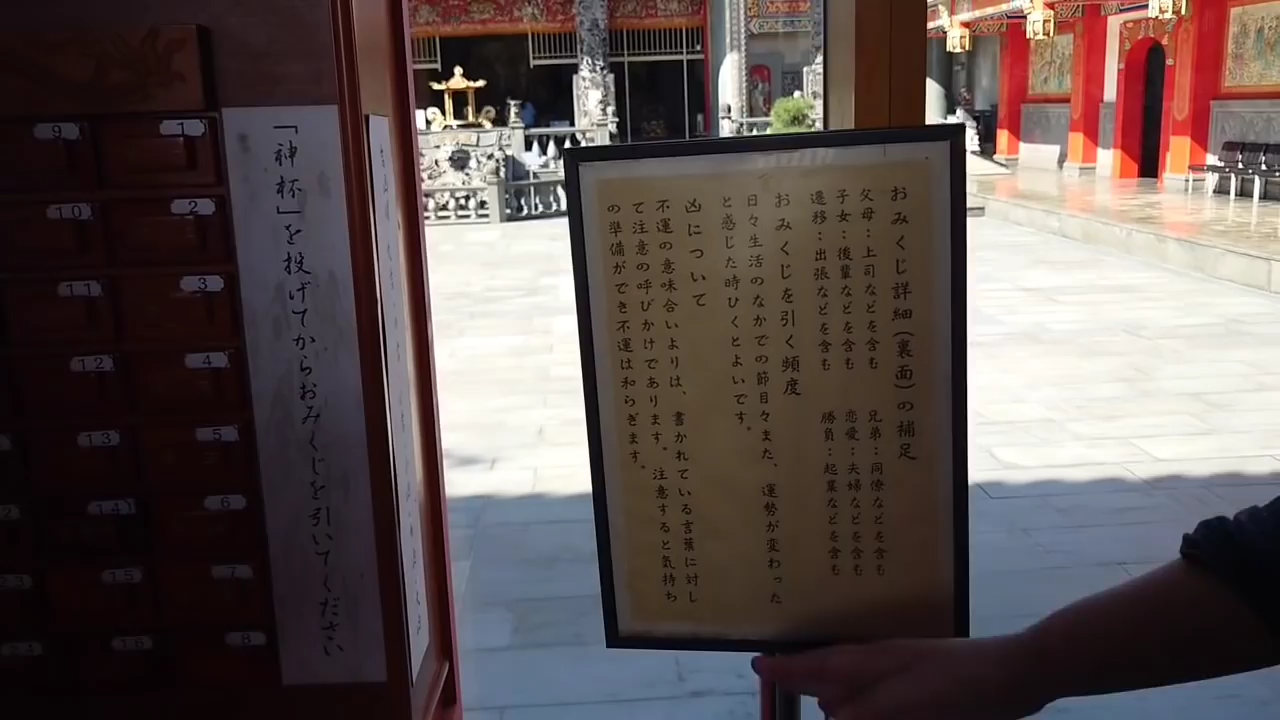 おみくじ詳細(裏面)の補足
父母:上司などを含む 兄弟:同僚などを含む
子女:後輩などを含む 恋愛:夫婦などを含む
遷移:出張などを含む 勝負:起業などを含む
おみくじを引く頻度
日々生活のなかでの節目々また、運勢が変わった
と感じた時ひくとよいです。
凶について
不運の意味合いよりは、書かれている言葉に対し
て注意の呼びかけであります。注意すると気持ち
の準備ができ不運は和らぎます。
「神杯」を投げてからおみくじを引いてください
1
2
3
4
5
6
7
8
9
10
11
12
13
14
15
16